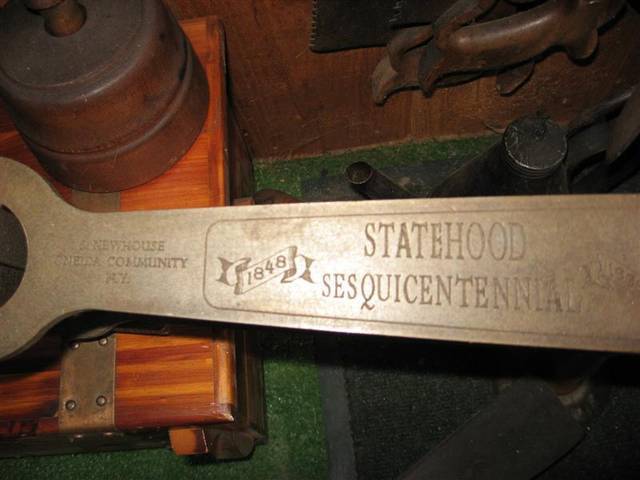 S. NEWHOUSE
ONEIDA COMMUNITY
N.Y.
1848
STATEHOOD
SESQUICENTENNIAL